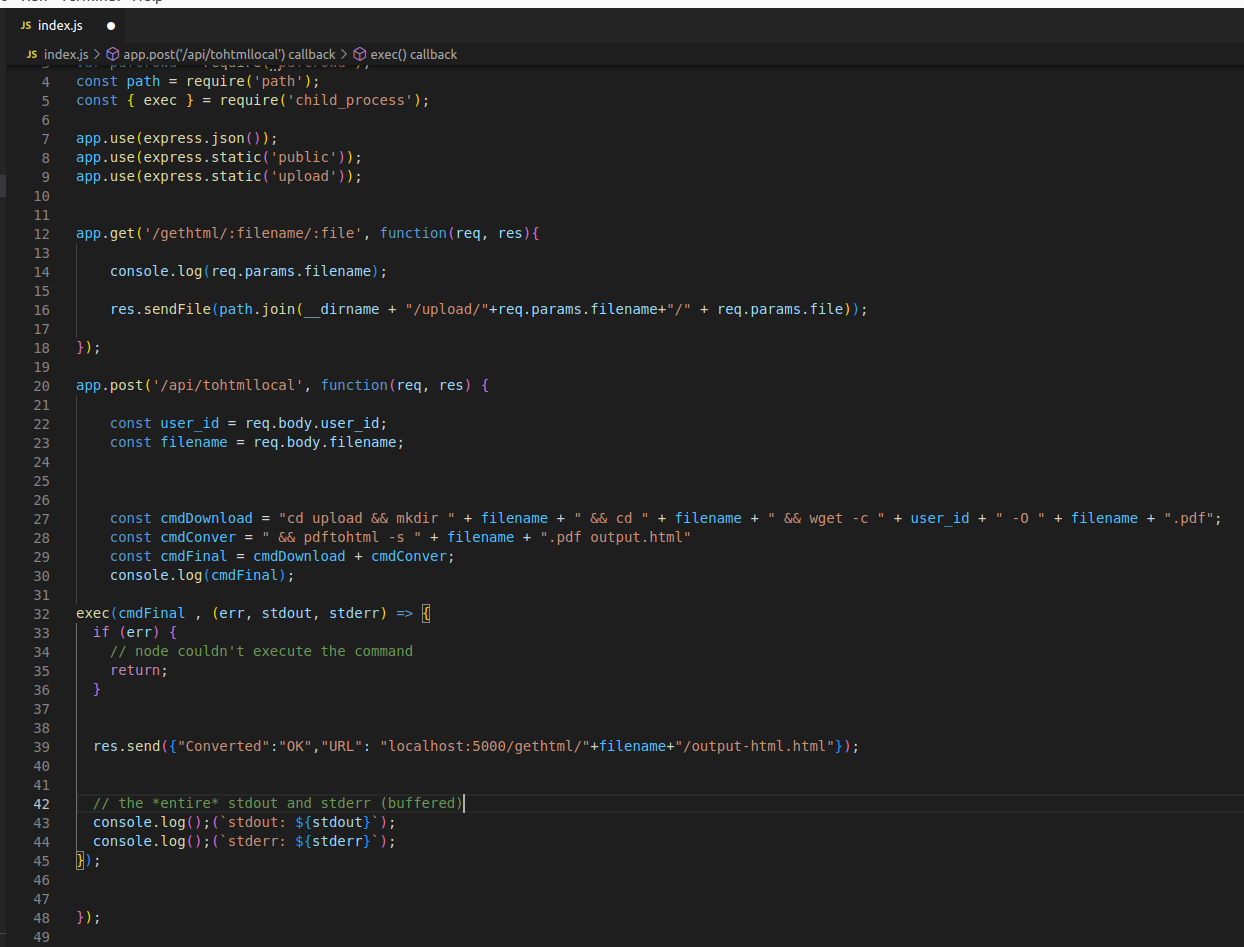 Terminal Help
JS index.js ●
JS index.js > app.post('/api/tohtmllocal') callback > exec() callback
4 const path = require('path');
5 const { exec } = require('child_process');
6
7 app.use(express.json());
8 app.use(express.static('public'));
9 app.use(express.static('upload'));
10
11
12 app.get('/gethtml/:filename/:file', function(req, res){
13
14 console.log(req.params.filename);
15
16 res.sendFile(path.join(__dirname + "/upload/"+req.params.filename+"/" + req.params.file));
17
18 });
19
20 app.post('/api/tohtmllocal', function(req, res) {
21
22 const user_id = req.body.user_id;
23 const filename = req.body.filename;
24
25
26
27 const cmdDownload = "cd upload && mkdir " + filename + " && cd " + filename + " && wget -c " + user_id + " -O " + filename + ".pdf";
28 const cmdConver = " && pdftohtml -s " + filename + ".pdf output.html"
29 const cmdFinal = cmdDownload + cmdConver;
30 console.log(cmdFinal);
31
32 exec(cmdFinal , (err, stdout, stderr) => {
33 if (err) {
34 // node couldn't execute the command
35 return;
36 }
37
38
39 res.send({"Converted":"OK","URL": "localhost:5000/gethtml/"+filename+"/output-html.html"});
40
41
42 // the *entire* stdout and stderr (buffered)
43 console.log();(`stdout: ${stdout}`);
44 console.log();(`stderr: ${stderr}`);
45 });
46
47
48 });
49